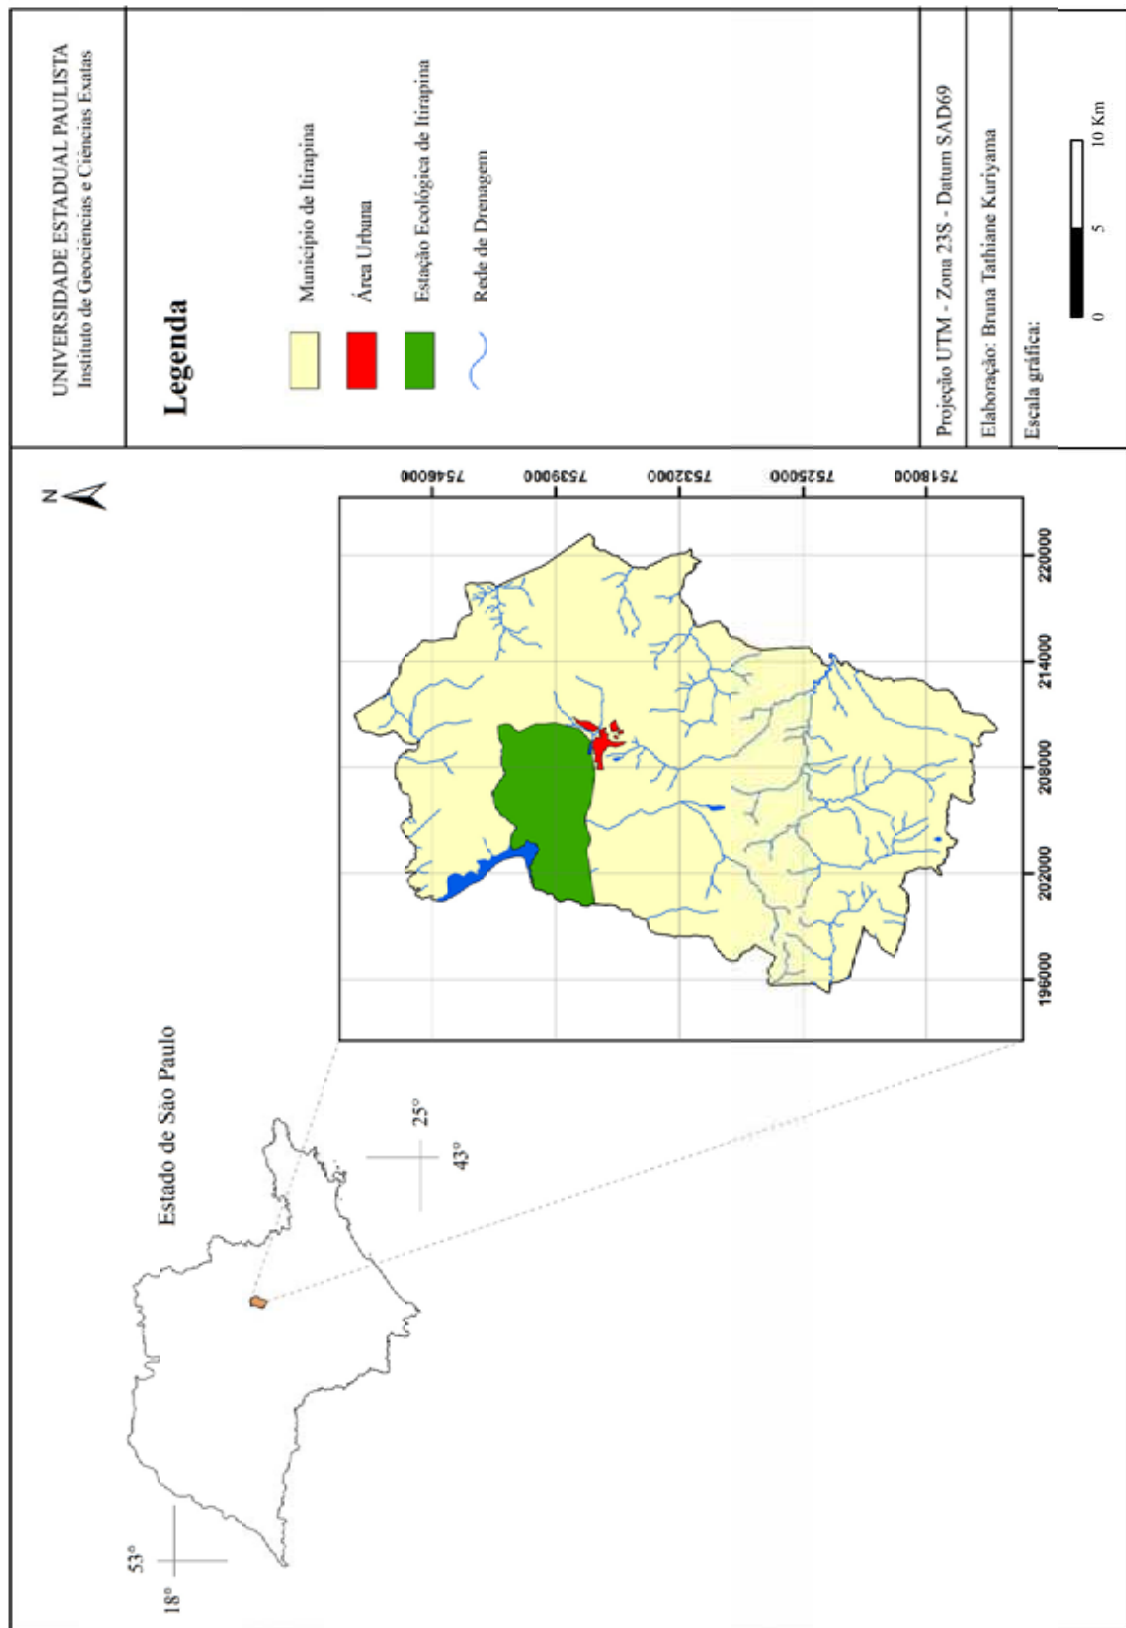 UNIVERSIDADE ESTADUAL PAULISTA
Instituto de Geociências e Ciências Exatas
Legenda
Município de Itirapina
Área Urbana
Estação Ecológica de Itirapina
Rede de Drenagem
Projeção UTM - Zona 23S - Datum SAD69
Elaboração: Bruna Tathiane Kuriyama
Escala gráfica:
0 5 10 Km
N
Estado de São Paulo
53°
18°
25°
43°
7546000
7539000
7532000
7525000
7518000
196000
202000
208000
214000
220000